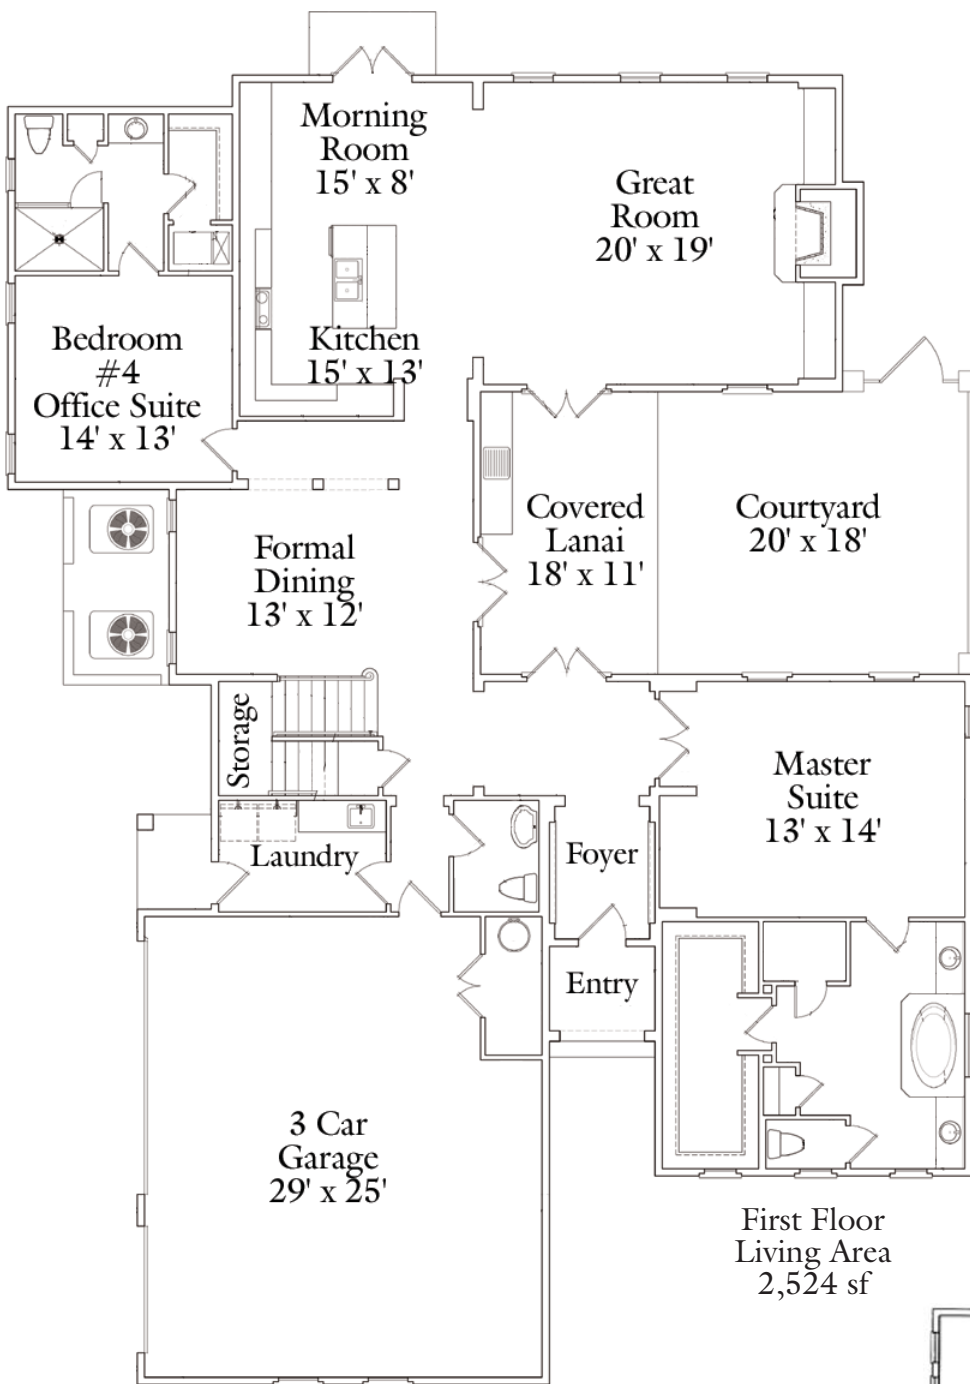 Morning
Room
15' x 8'
Great
Room
20' x 19'
Kitchen
15' x 13'
Bedroom
#4
Office Suite
14' x 13'
Covered
Lanai
18' x 11'
Courtyard
20' x 18'
Formal
Dining
13' x 12'
Storage
Master
Suite
13' x 14'
Laundry
Foyer
Entry
3 Car
Garage
29' x 25'
First Floor
Living Area
2,524 sf